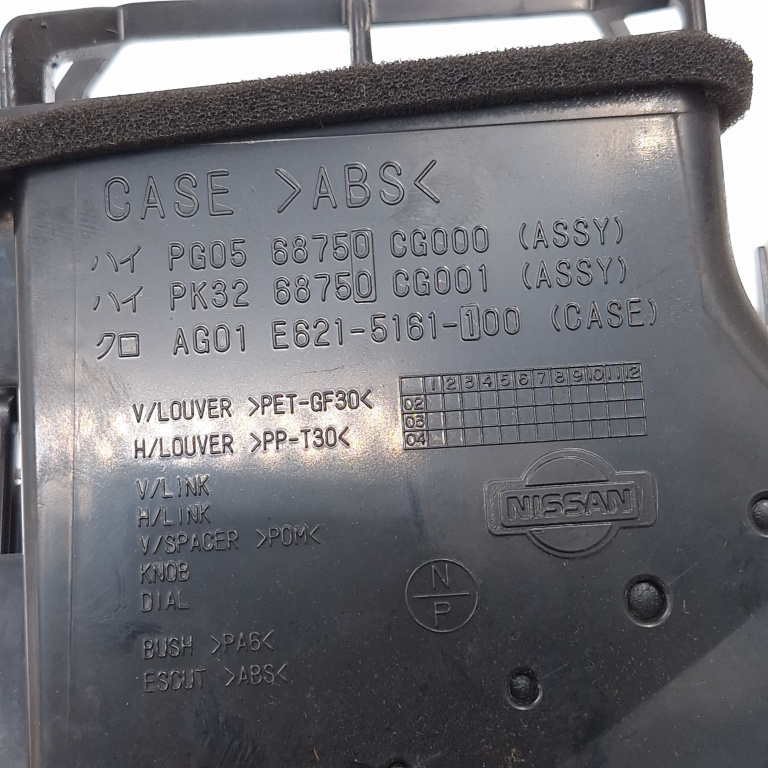 CASE >ABS<
ハイ PG05 68750 CG000 (ASSY)
ハイ PK32 68750 CG001 (ASSY)
クロ AG01 E621-5161-100 (CASE)
V/LOUVER >PET-GF30<
H/LOUVER >PP-T30<
1 2 3 4 5 6 7 8 9 10 11 12
02
03
04
V/LINK
H/LINK
V/SPACER >POM<
KNOB
DIAL
NISSAN
N
P
BUSH >PA6<
ESCUT >ABS<